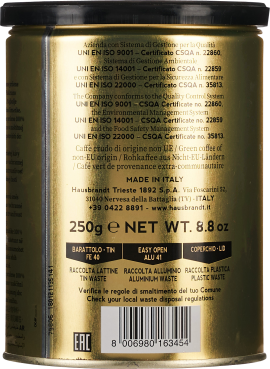 Azienda con Sistema di Gestione per la Qualità
UNI EN ISO 9001 - Certificato CSQA n. 22860,
il Sistema di Gestione Ambientale
UNI EN ISO 14001 - Certificato CSQA n. 22859
e con Sistema di Gestione per la Sicurezza Alimentare
UNI EN ISO 22000 - Certificato CSQA n. 35813.
The Company conforms to the Quality Control System
UNI EN ISO 9001 - CSQA Certificate no. 22860,
the Environmental Management System
UNI EN ISO 14001 - CSQA Certificate no. 22859
and the Food Safety Management System
UNI EN ISO 22000 - CSQA Certificate no. 35813.
Caffè crudo di origine non UE / Green coffee of
non-EU origin / Rohkaffee aus Nicht-EU-Ländern
/ Café vert de provenance extra-communautaire
MADE IN ITALY
Hausbrandt Trieste 1892 S.p.A. Via Foscarini 52,
31040 Nervesa della Battaglia (TV) - ITALY
+39 0422 8891 - www.hausbrandt.it
250g e NET WT. 8.8 oz
BARATTOLO - TIN
FE 40
EASY OPEN
ALU 41
COPERCHIO - LID
RACCOLTA LATTINE
TIN WASTE
RACCOLTA ALLUMINIO
ALUMINIUM WASTE
RACCOLTA PLASTICA
PLASTIC WASTE
Verifica le regole di smaltimento del tuo Comune
Check your local waste disposal regulations
EAC
8 006980 163454